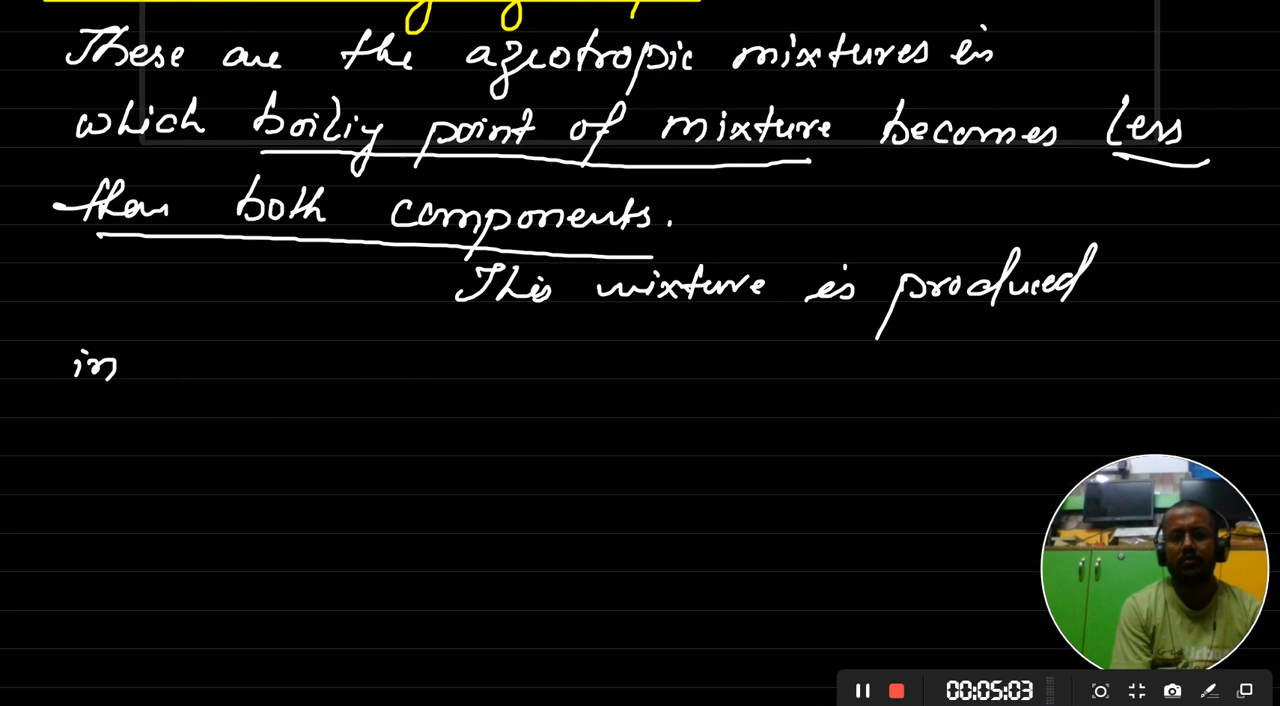 These are the azeotropic mixtures in
which boiliy point of mixture becomes less
than both components.
This mixture is produced
in
00:05:03